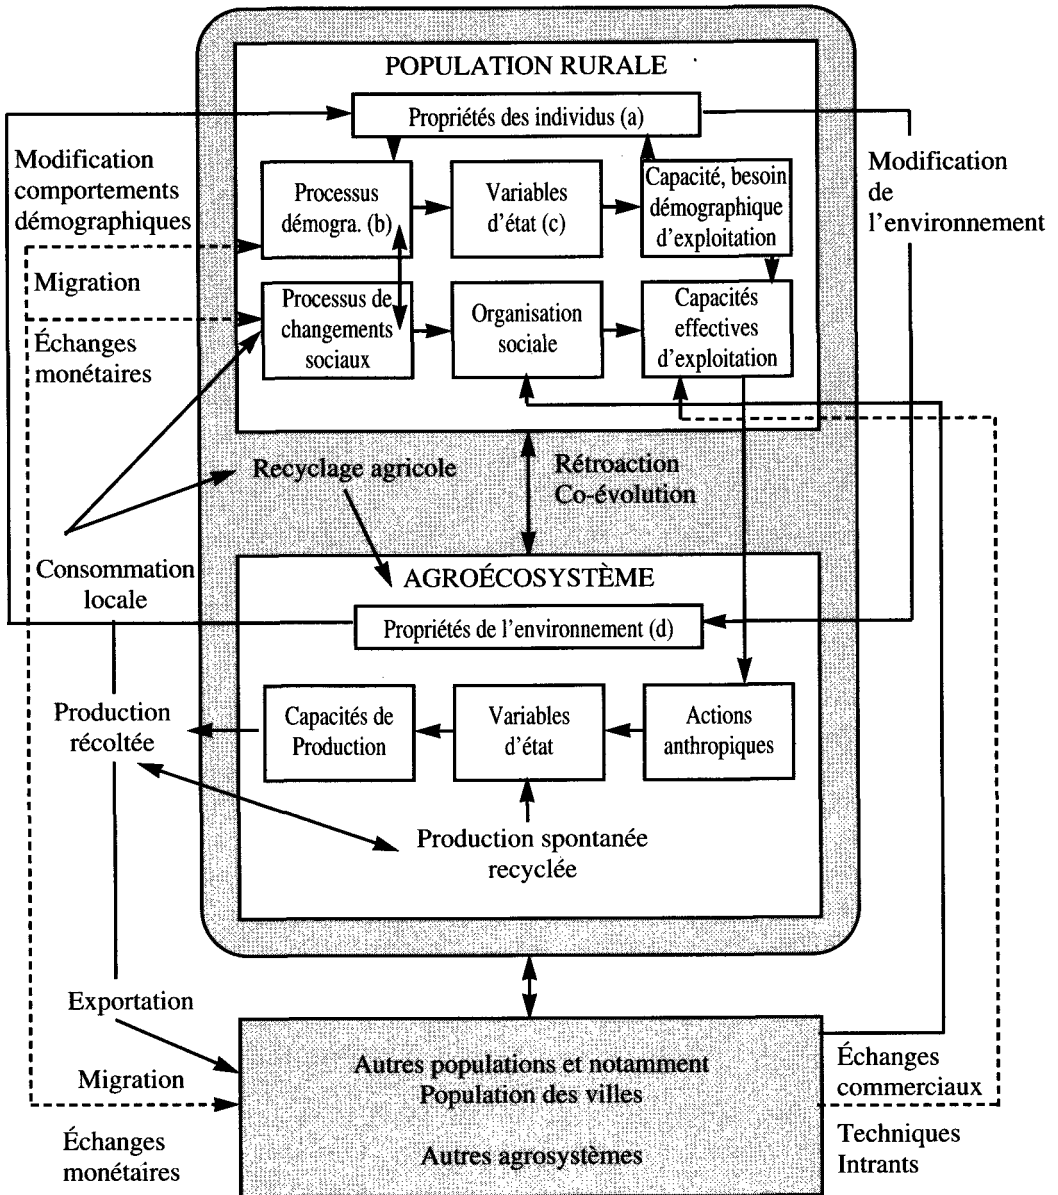 POPULATION RURALE
Propriétés des individus (a)
Modification
comportements
démographiques
Processus
démogra. (b)
Variables
d'état (c)
Capacité, besoin
démographique
d'exploitation
Modification
de
l'environnement
Migration
Échanges
monétaires
Processus de
changements
sociaux
Organisation
sociale
Capacités
effectives
d'exploitation
Recyclage agricole
Rétroaction
Co-évolution
Consommation
locale
AGROÉCOSYSTÈME
Propriétés de l'environnement (d)
Production
récoltée
Capacités de
Production
Variables
d'état
Actions
anthropiques
Production spontanée
recyclée
Exportation
Migration
Échanges
monétaires
Autres populations et notamment
Population des villes
Autres agrosystèmes
Échanges
commerciaux
Techniques
Intrants